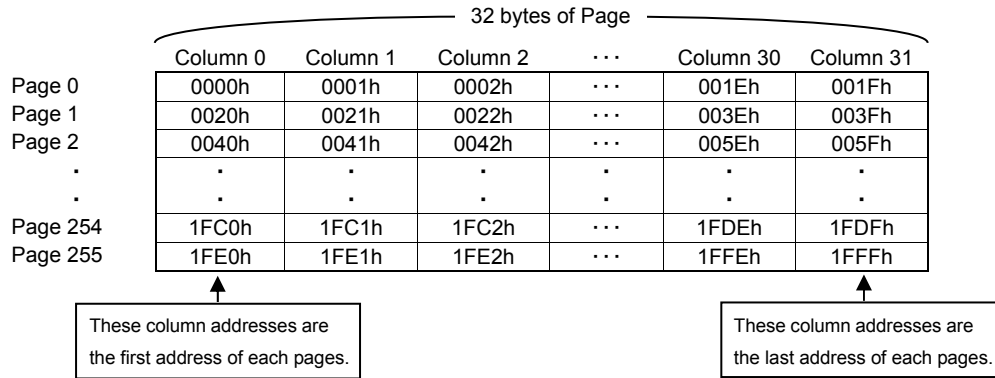 32 bytes of Page
Column 0 Column 1 Column 2 ··· Column 30 Column 31
Page 0 0000h 0001h 0002h ··· 001Eh 001Fh
Page 1 0020h 0021h 0022h ··· 003Eh 003Fh
Page 2 0040h 0041h 0042h ··· 005Eh 005Fh
· · · · · · ·
· · · · · · ·
Page 254 1FC0h 1FC1h 1FC2h ··· 1FDEh 1FDFh
Page 255 1FE0h 1FE1h 1FE2h ··· 1FFEh 1FFFh
These column addresses are
the first address of each pages.
These column addresses are
the last address of each pages.